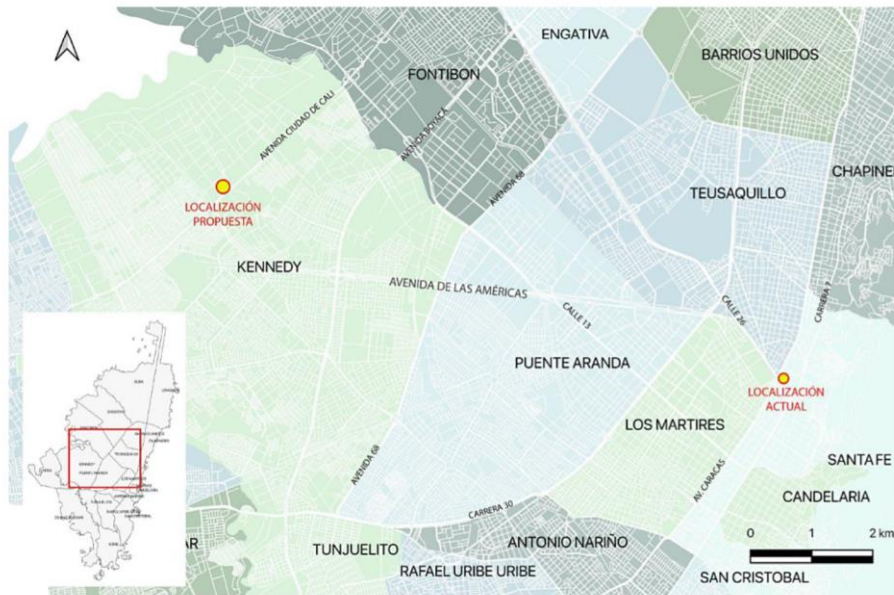 ENGATIVA
BARRIOS UNIDOS
FONTIBON
AVENIDA CIUDAD DE CALI
AVENIDA BOYACÁ
AVENIDA 68
CHAPINE
TEUSAQUILLO
LOCALIZACIÓN
PROPUESTA
KENNEDY
AVENIDA DE LAS AMÉRICAS
CALLE 13
CALLE 26
CARRERA 7
PUENTE ARANDA
LOCALIZACIÓN
ACTUAL
LOS MARTIRES
AVENIDA 68
AV. CARACAS
SANTA FE
CANDELARIA
CARRERA 30
AR
TUNJUELITO
ANTONIO NARIÑO
RAFAEL URIBE URIBE
SAN CRISTOBAL
0 1 2 km